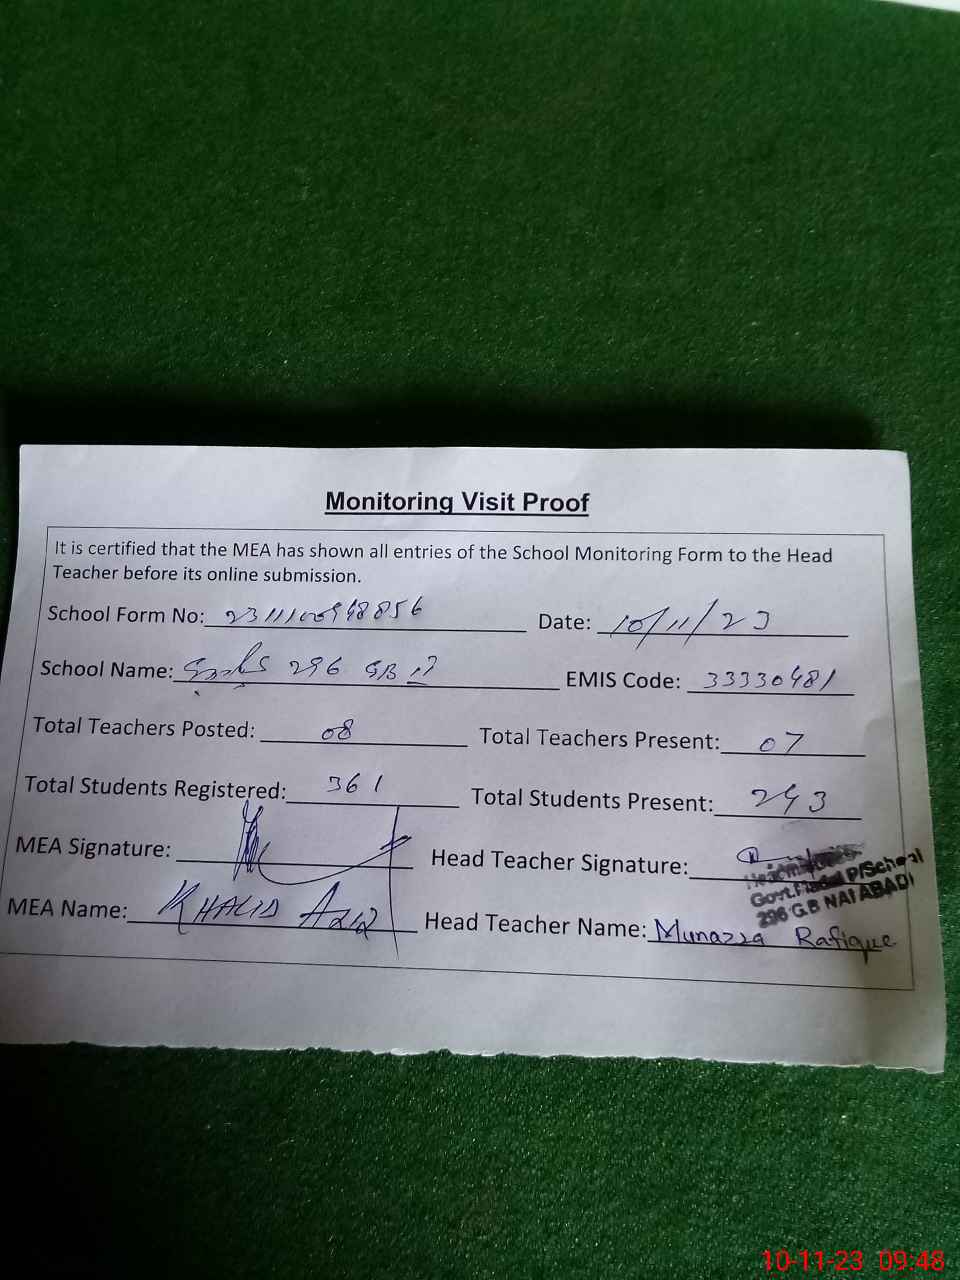 Monitoring Visit Proof
It is certified that the MEA has shown all entries of the School Monitoring Form to the Head
Teacher before its online submission.
School Form No: 231110098856 Date: 10/11/23
School Name: 296 GB EMIS Code: 33330481
Total Teachers Posted: 08 Total Teachers Present: 07
Total Students Registered: 361 Total Students Present: 243
MEA Signature: Head Teacher Signature:
Govt. P/School
296 G.B NAI ABADI
MEA Name: KHALID AZIZ Head Teacher Name: Munazza Rafique
10-11-23 09:48